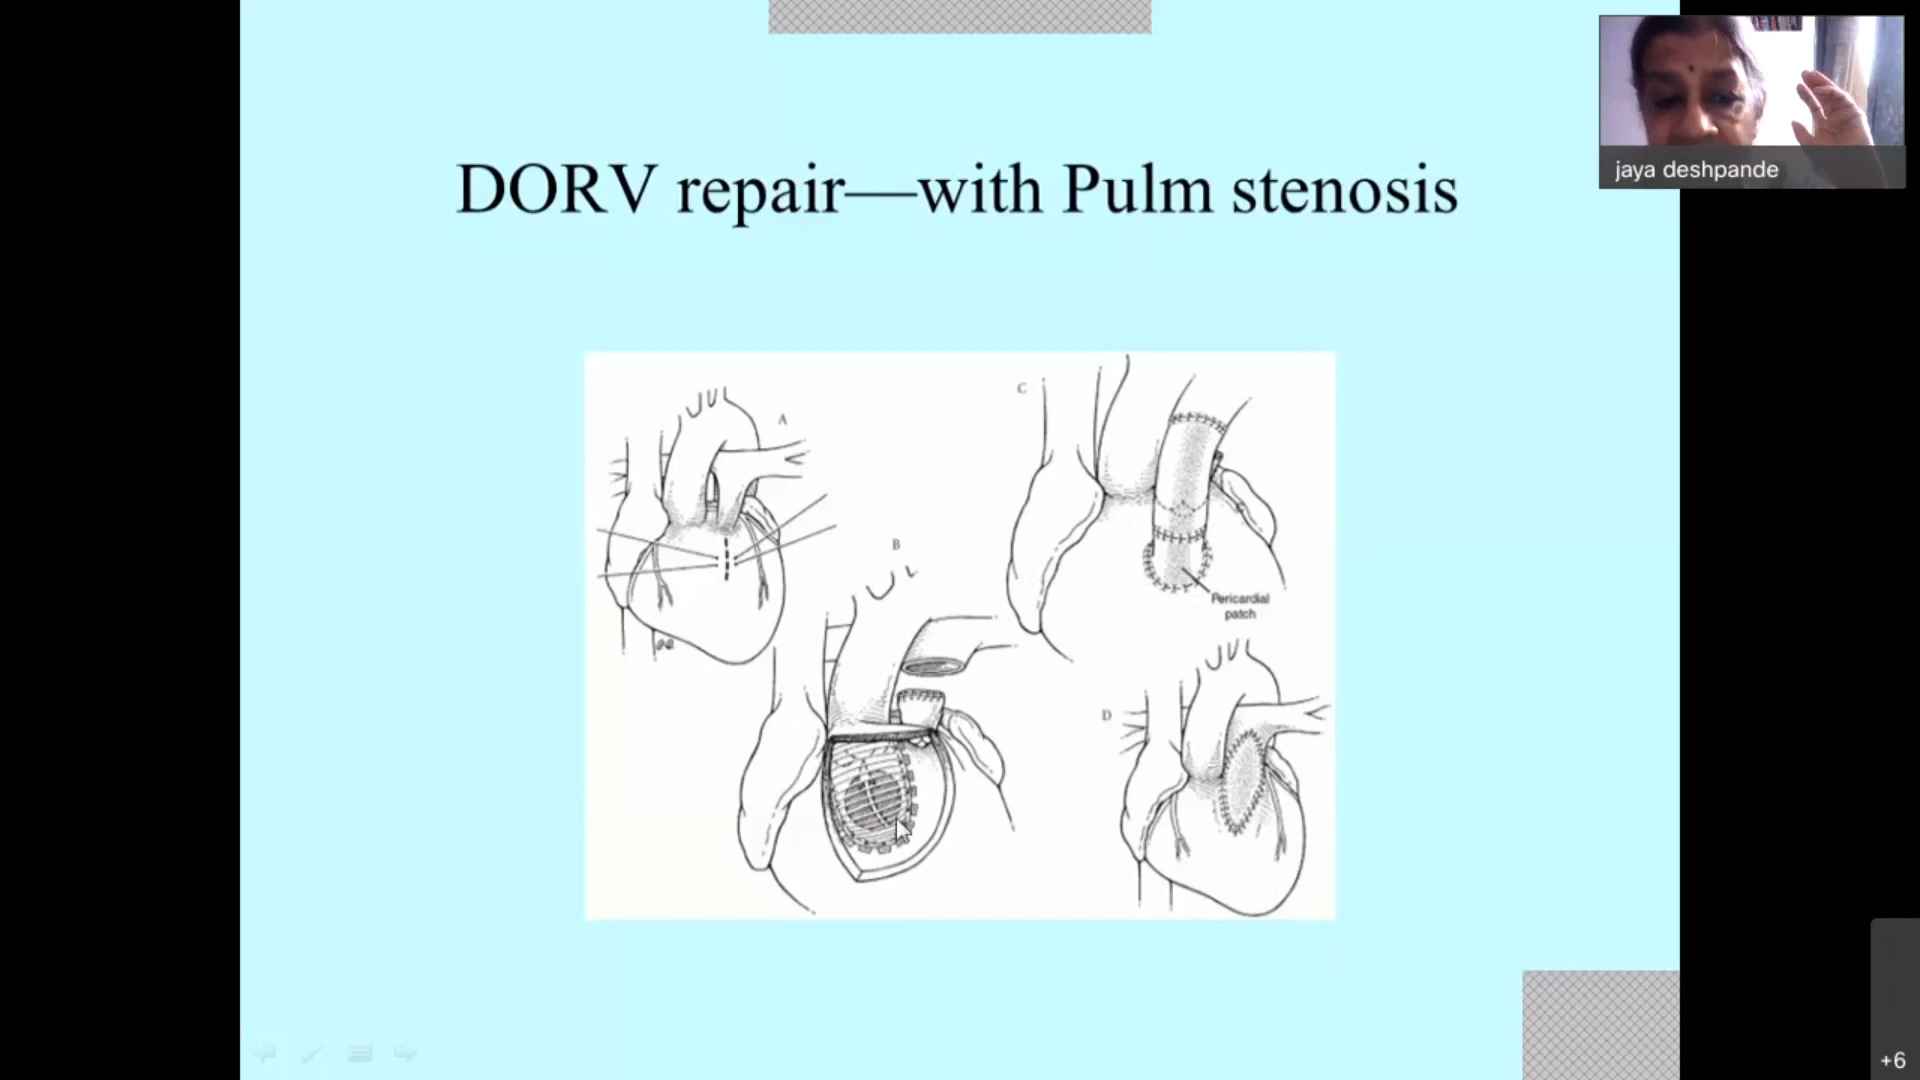 DORV repair—with Pulm stenosis
jaya deshpande
A
B
C
Pericardial
patch
D
+6